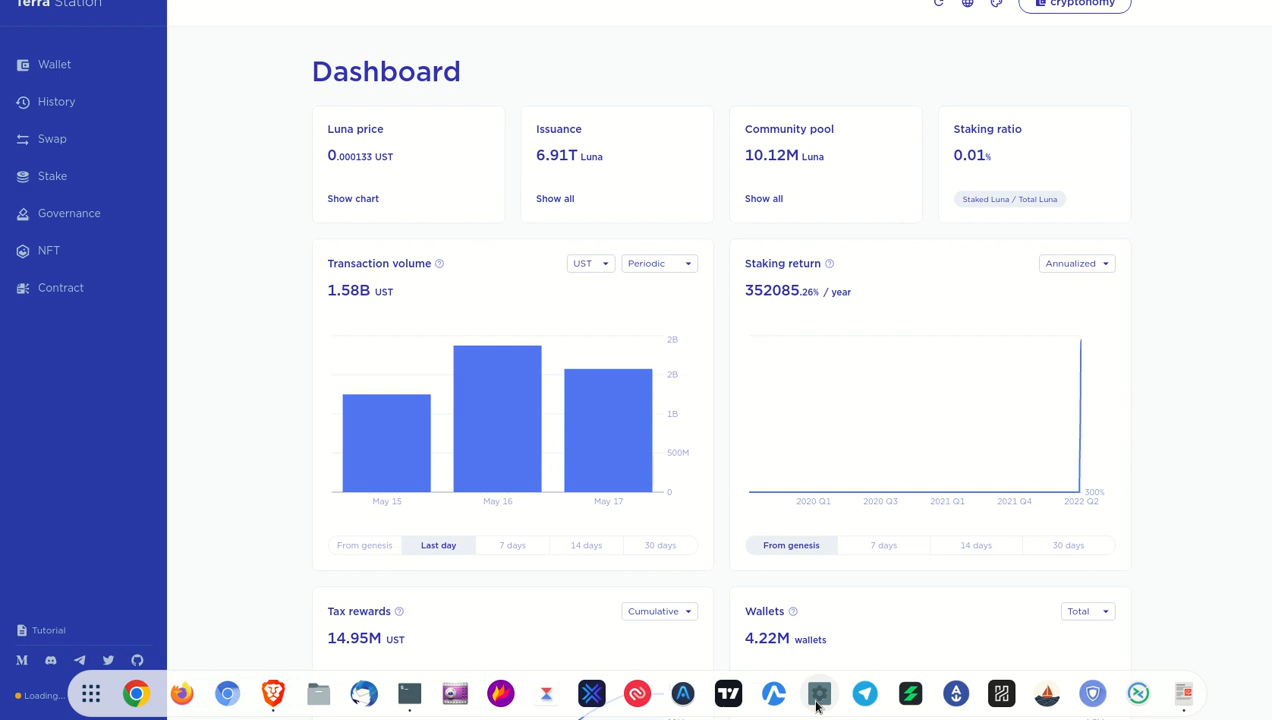 Terra Station
cryptonomy
Wallet
History
Swap
Stake
Governance
NFT
Contract
Tutorial
Loading...
Dashboard
Luna price
0.000133 UST
Show chart
Issuance
6.91T Luna
Show all
Community pool
10.12M Luna
Show all
Staking ratio
0.01%
Staked Luna / Total Luna
Transaction volume
UST
Periodic
1.58B UST
2B
2B
1B
500M
0
May 15 May 16 May 17
From genesis Last day 7 days 14 days 30 days
Staking return
Annualized
352085.26% / year
300%
2020 Q1 2020 Q3 2021 Q1 2021 Q4 2022 Q2
From genesis 7 days 14 days 30 days
Tax rewards
Cumulative
14.95M UST
Wallets
Total
4.22M wallets